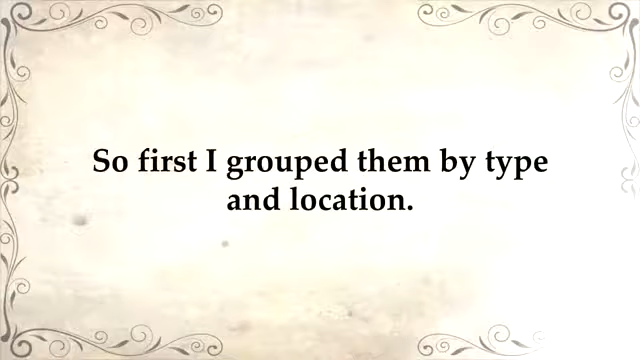 So first I grouped them by type
and location.